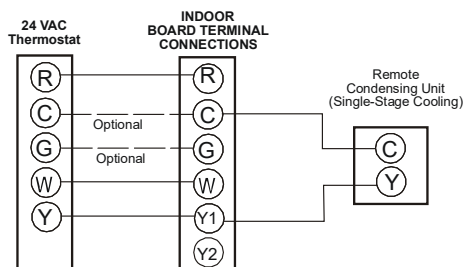 24 VAC
Thermostat
INDOOR
BOARD TERMINAL
CONNECTIONS
Remote
Condensing Unit
(Single-Stage Cooling)
R
C
G
W
Y
Optional
Optional
R
C
G
W
Y1
Y2
C
Y